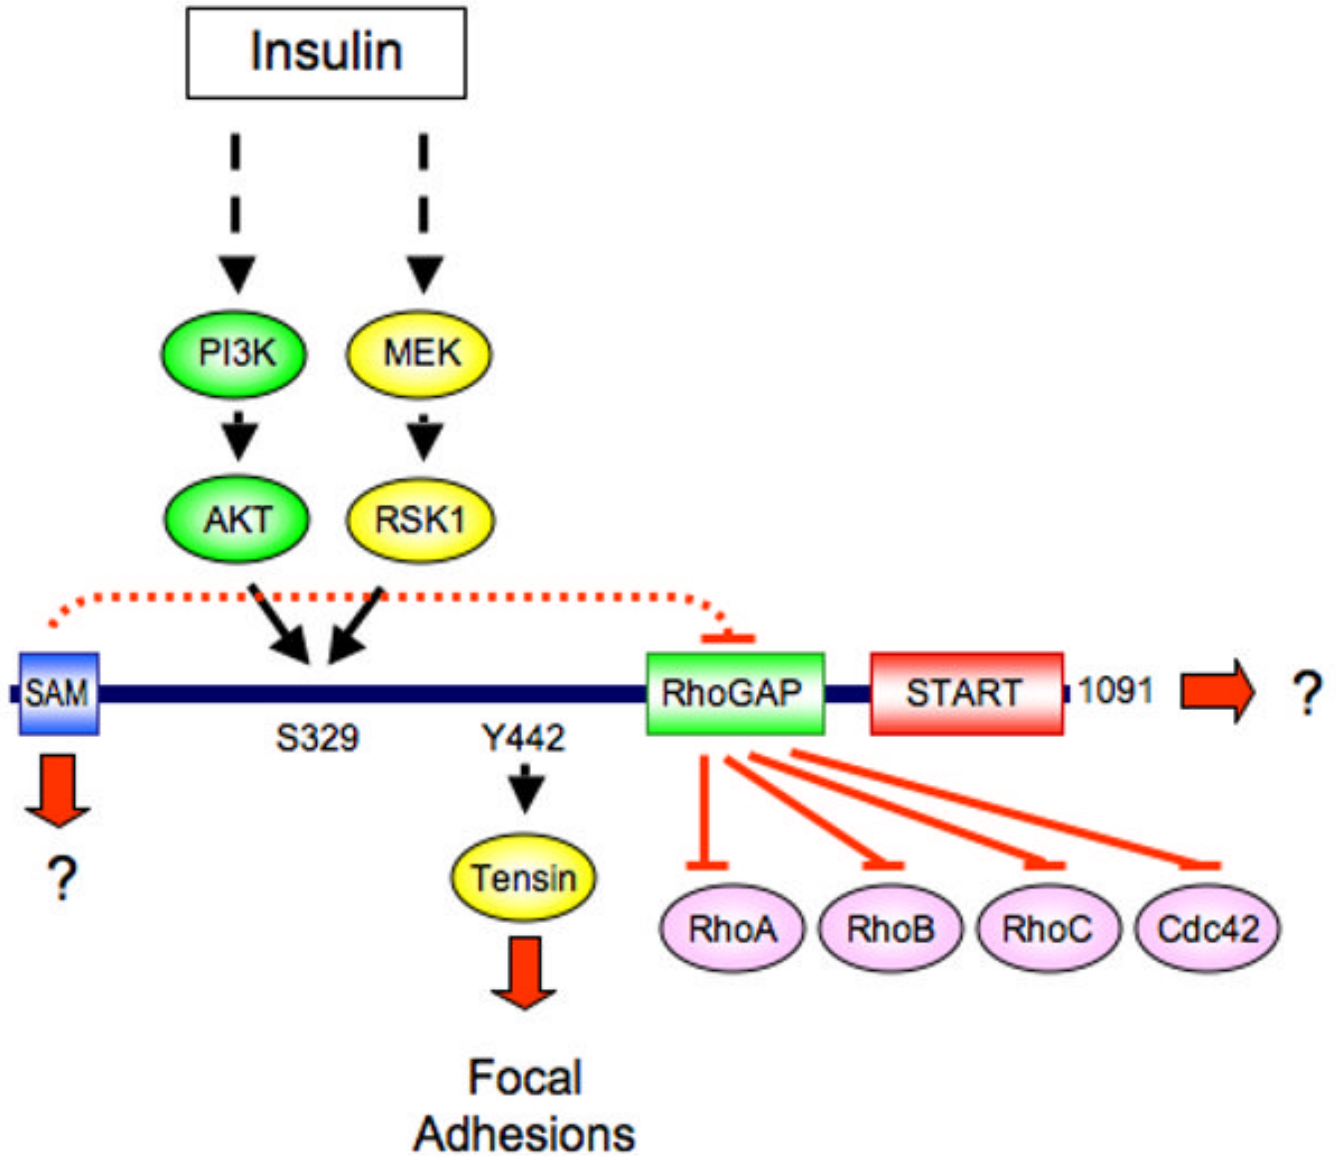 Insulin
PI3K
MEK
AKT
RSK1
SAM
RhoGAP
START
1091
?
S329
Y442
?
Tensin
RhoA
RhoB
RhoC
Cdc42
Focal
Adhesions